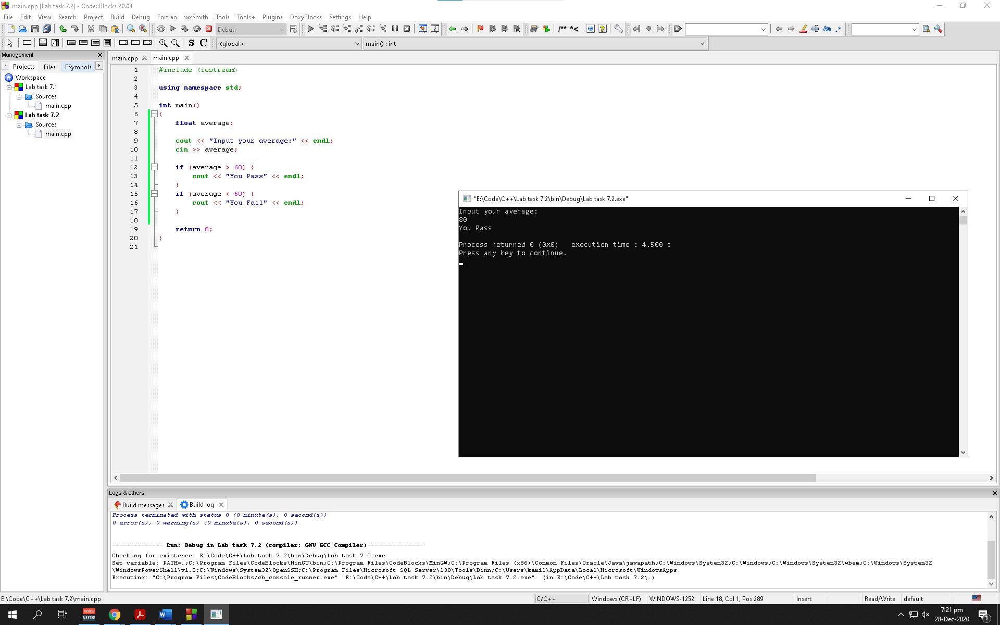 main.cpp [Lab task 7.2] - Code::Blocks 20.03
File Edit View Search Project Build Debug Fortran wxSmith Tools Tools+ Plugins DoxyBlocks Settings Help
Debug
/** *<
S C <global> main() : int
Management
Projects Files FSymbols
main.cpp main.cpp
Workspace
Lab task 7.1
Sources
main.cpp
Lab task 7.2
Sources
main.cpp
1 #include <iostream>
2
3 using namespace std;
4
5 int main()
6 {
7 float average;
8
9 cout << "Input your average:" << endl;
10 cin >> average;
11
12 if (average > 60) {
13 cout << "You Pass" << endl;
14 }
15 if (average < 60) {
16 cout << "You Fail" << endl;
17 }
18
19 return 0;
20 }
21
"E:\Code\C++\Lab task 7.2\bin\Debug\Lab task 7.2.exe"
Input your average:
80
You Pass
Process returned 0 (0x0) execution time : 4.500 s
Press any key to continue.
Logs & others
Build messages Build log
Process terminated with status 0 (0 minute(s), 0 second(s))
0 error(s), 0 warning(s) (0 minute(s), 0 second(s))
-------------- Run: Debug in Lab task 7.2 (compiler: GNU GCC Compiler)---------------
Checking for existence: E:\Code\C++\Lab task 7.2\bin\Debug\Lab task 7.2.exe
Set variable: PATH=.;C:\Program Files\CodeBlocks\MinGW\bin;C:\Program Files\CodeBlocks\MinGW;C:\Program Files (x86)\Common Files\Oracle\Java\javapath;C:\Windows\System32;C:\Windows;C:\Windows\System32\wbem;C:\Windows\System32
\WindowsPowerShell\v1.0;C:\Windows\System32\OpenSSH;C:\Program Files\Microsoft SQL Server\130\Tools\Binn;C:\Users\kamil\AppData\Local\Microsoft\WindowsApps
Executing: "C:\Program Files\CodeBlocks/cb_console_runner.exe" "E:\Code\C++\Lab task 7.2\bin\Debug\Lab task 7.2.exe" (in E:\Code\C++\Lab task 7.2\.)
E:\Code\C++\Lab task 7.2\main.cpp C/C++ Windows (CR+LF) WINDOWS-1252 Line 18, Col 1, Pos 289 Insert Read/Write default
VOICE
MEETER
7:21 pm
28-Dec-2020
1